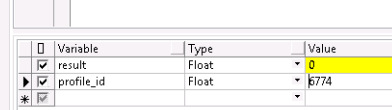 Variable Type Value
result Float 0
profile_id Float 6774